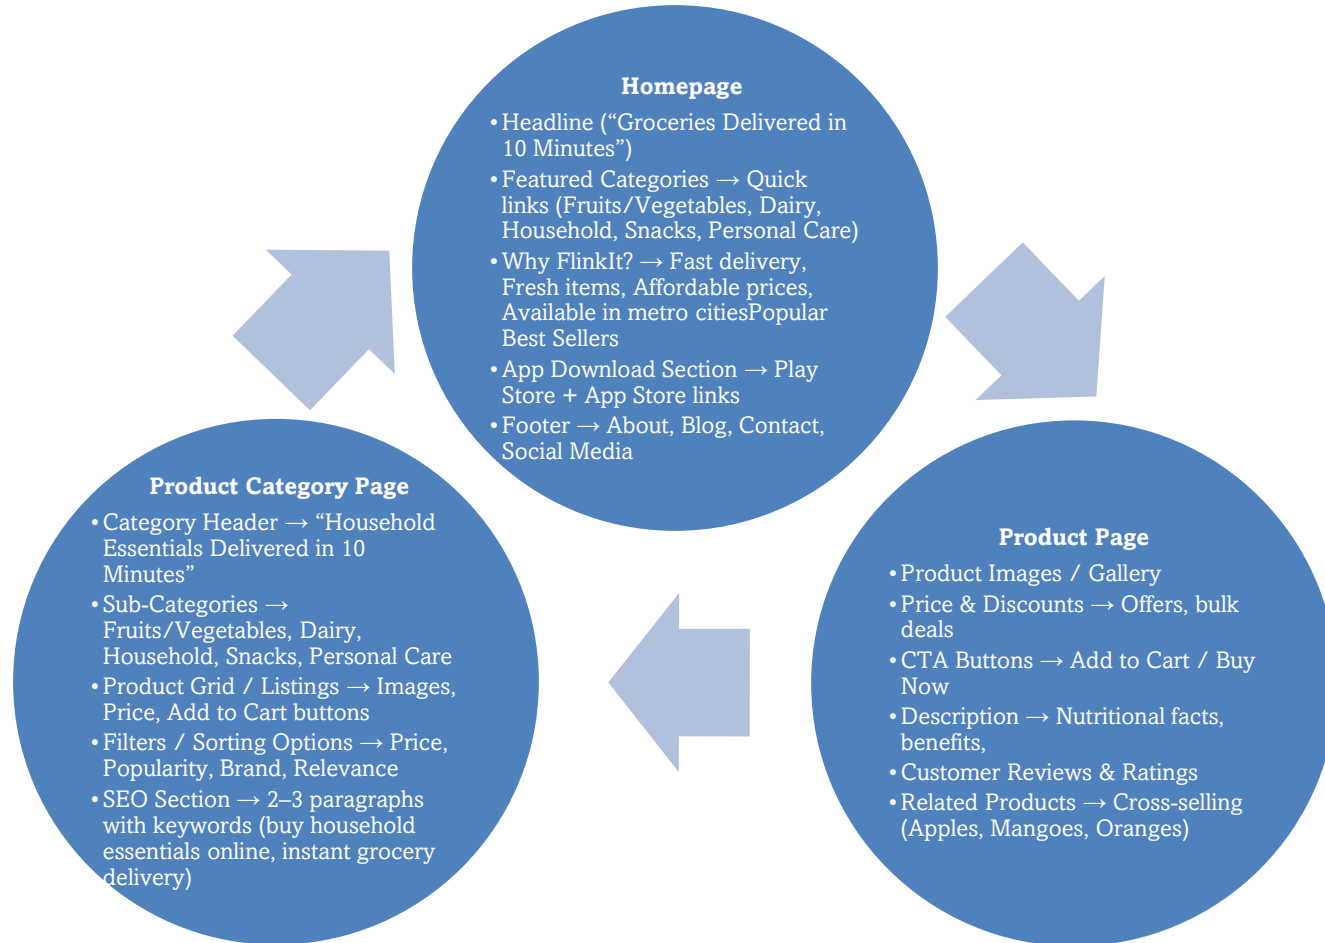 Homepage
•Headline (“Groceries Delivered in
10 Minutes”)
•Featured Categories → Quick
links (Fruits/Vegetables, Dairy,
Household, Snacks, Personal Care)
•Why FlinkIt? → Fast delivery,
Fresh items, Affordable prices,
Available in metro citiesPopular
Best Sellers
•App Download Section → Play
Store + App Store links
•Footer → About, Blog, Contact,
Social Media
Product Page
•Product Images / Gallery
•Price & Discounts → Offers, bulk
deals
•CTA Buttons → Add to Cart / Buy
Now
•Description → Nutritional facts,
benefits,
•Customer Reviews & Ratings
•Related Products → Cross-selling
(Apples, Mangoes, Oranges)
Product Category Page
•Category Header → “Household
Essentials Delivered in 10
Minutes”
•Sub-Categories →
Fruits/Vegetables, Dairy,
Household, Snacks, Personal Care
•Product Grid / Listings → Images,
Price, Add to Cart buttons
•Filters / Sorting Options → Price,
Popularity, Brand, Relevance
•SEO Section → 2–3 paragraphs
with keywords (buy household
essentials online, instant grocery
delivery)